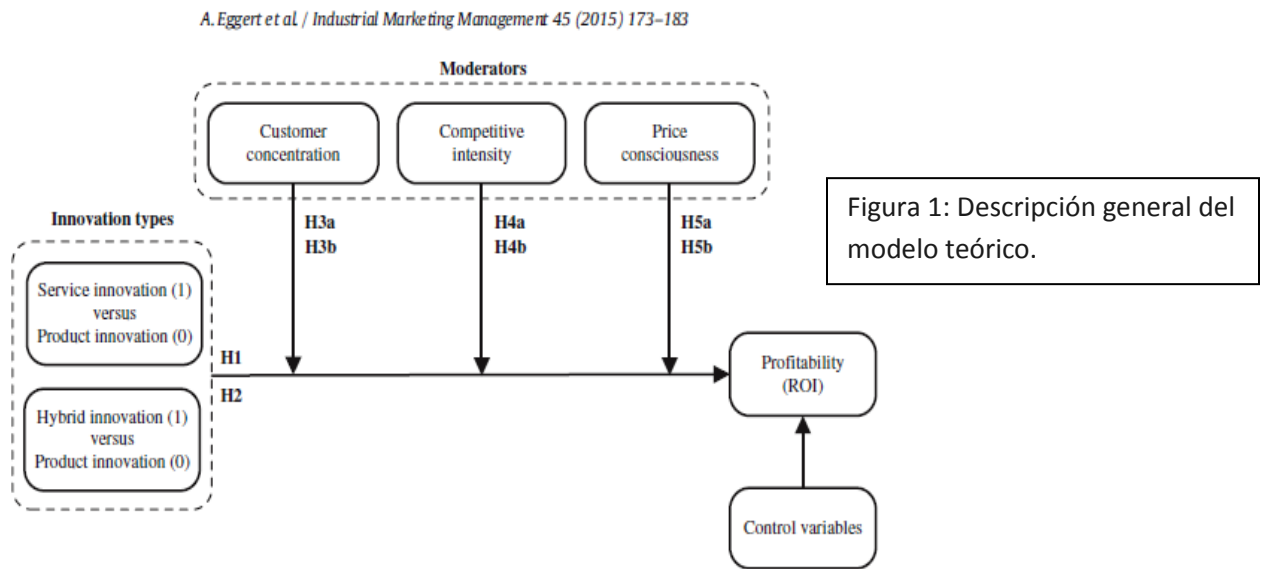 A. Eggert et al. / Industrial Marketing Management 45 (2015) 173–183
Moderators
Customer
concentration
Competitive
intensity
Price
consciousness
H3a
H3b
H4a
H4b
H5a
H5b
Figura 1: Descripción general del
modelo teórico.
Innovation types
Service innovation (1)
versus
Product innovation (0)
Hybrid innovation (1)
versus
Product innovation (0)
H1
H2
Profitability
(ROI)
Control variables